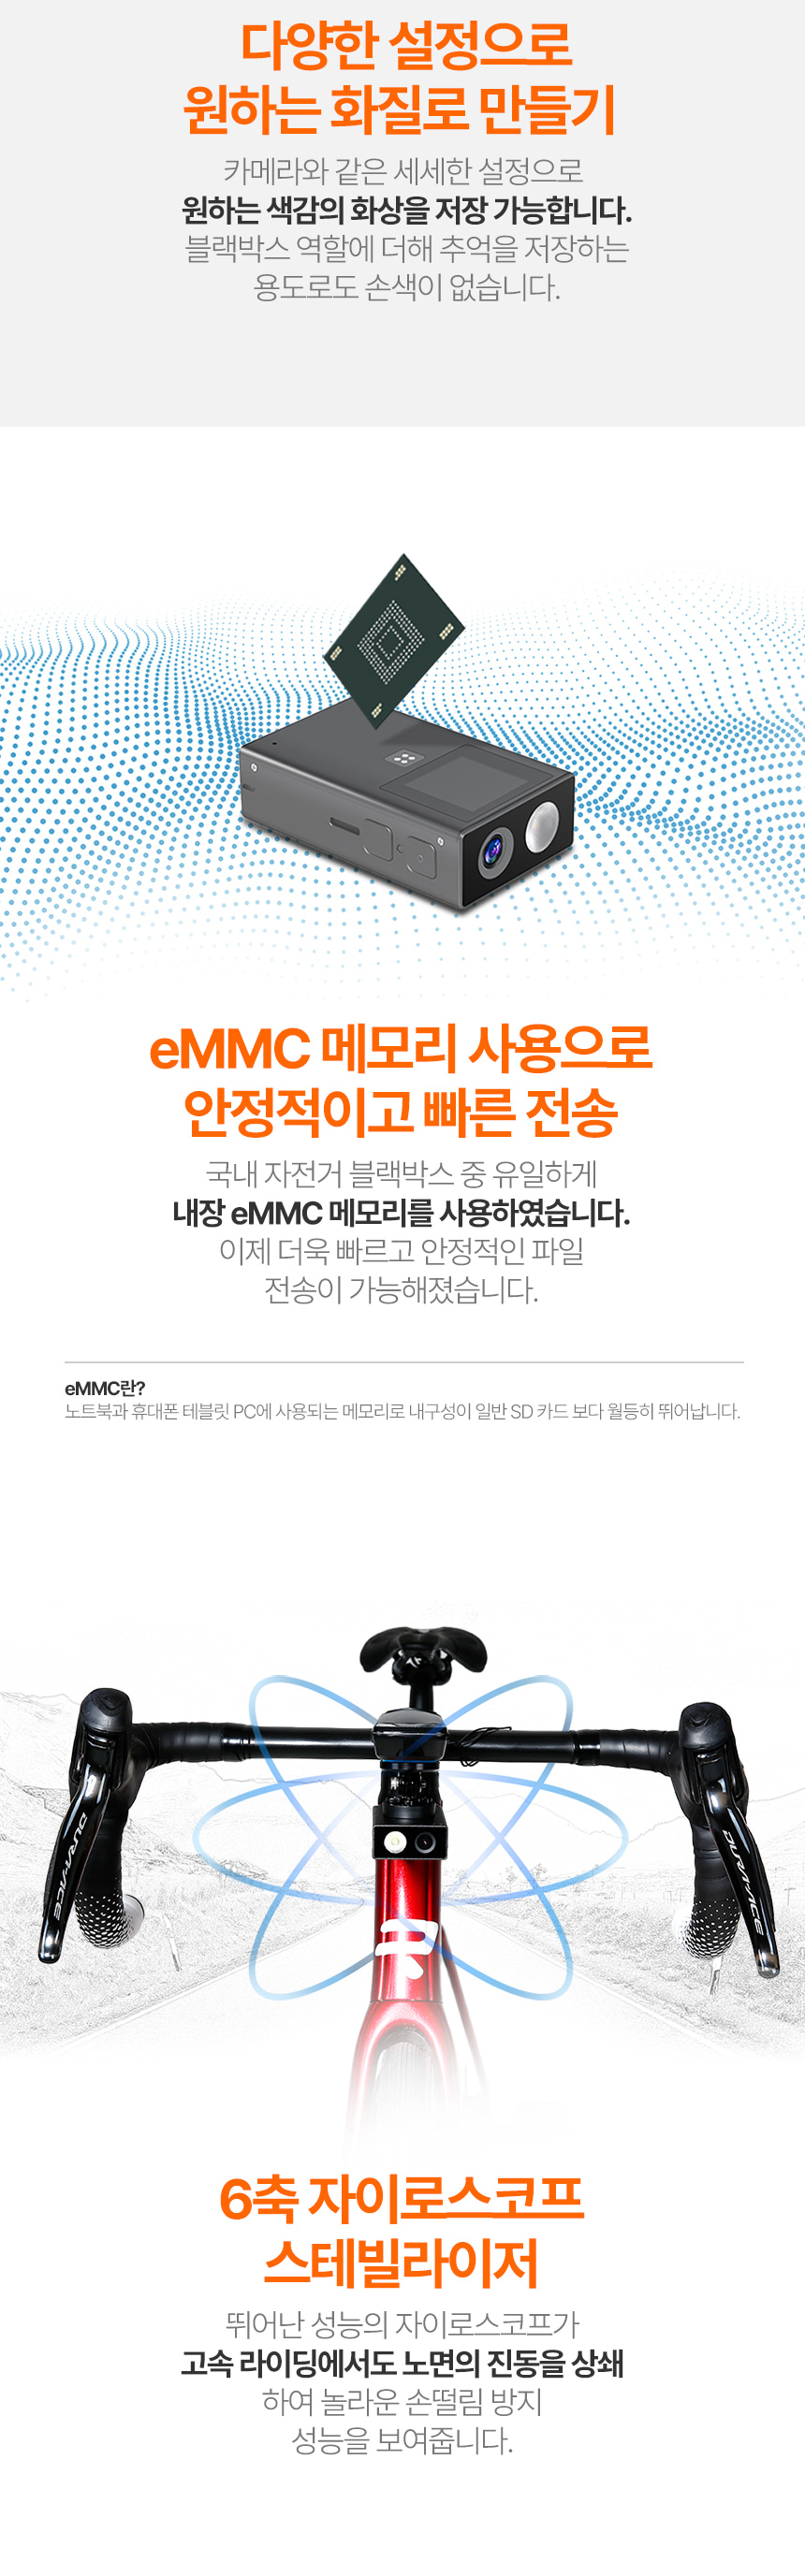 다양한 설정으로
원하는 화질로 만들기
카메라와 같은 세세한 설정으로
원하는 색감의 화상을 저장 가능합니다.
블랙박스 역할에 더해 추억을 저장하는
용도로도 손색이 없습니다.
eMMC 메모리 사용으로
안정적이고 빠른 전송
국내 자전거 블랙박스 중 유일하게
내장 eMMC 메모리를 사용하였습니다.
이제 더욱 빠르고 안정적인 파일
전송이 가능해졌습니다.
eMMC란?
노트북과 휴대폰 테블릿 PC에 사용되는 메모리로 내구성이 일반 SD 카드 보다 월등히 뛰어납니다.
DURA-ACE
DURA-ACE
6축 자이로스코프
스테빌라이저
뛰어난 성능의 자이로스코프가
고속 라이딩에서도 노면의 진동을 상쇄
하여 놀라운 손떨림 방지
성능을 보여줍니다.